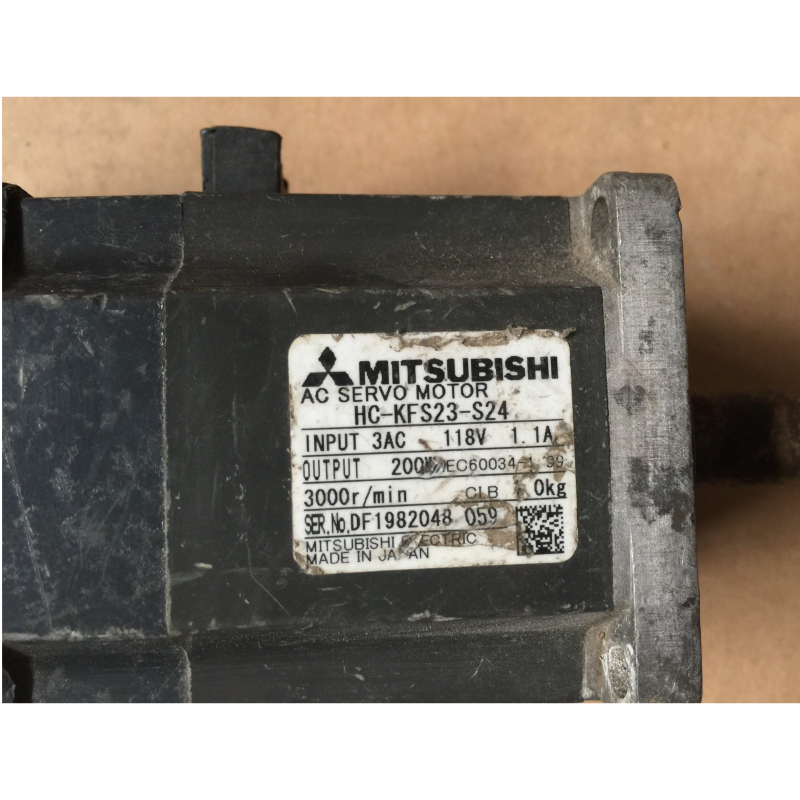 MITSUBISHI
AC SERVO MOTOR
HC-KFS23-S24
INPUT 3AC 118V 1.1A
OUTPUT 200W IEC60034-1 99
3000r/min Cl.B 0kg
SER.No.DF1982048 059
MITSUBISHI ELECTRIC
MADE IN JAPAN